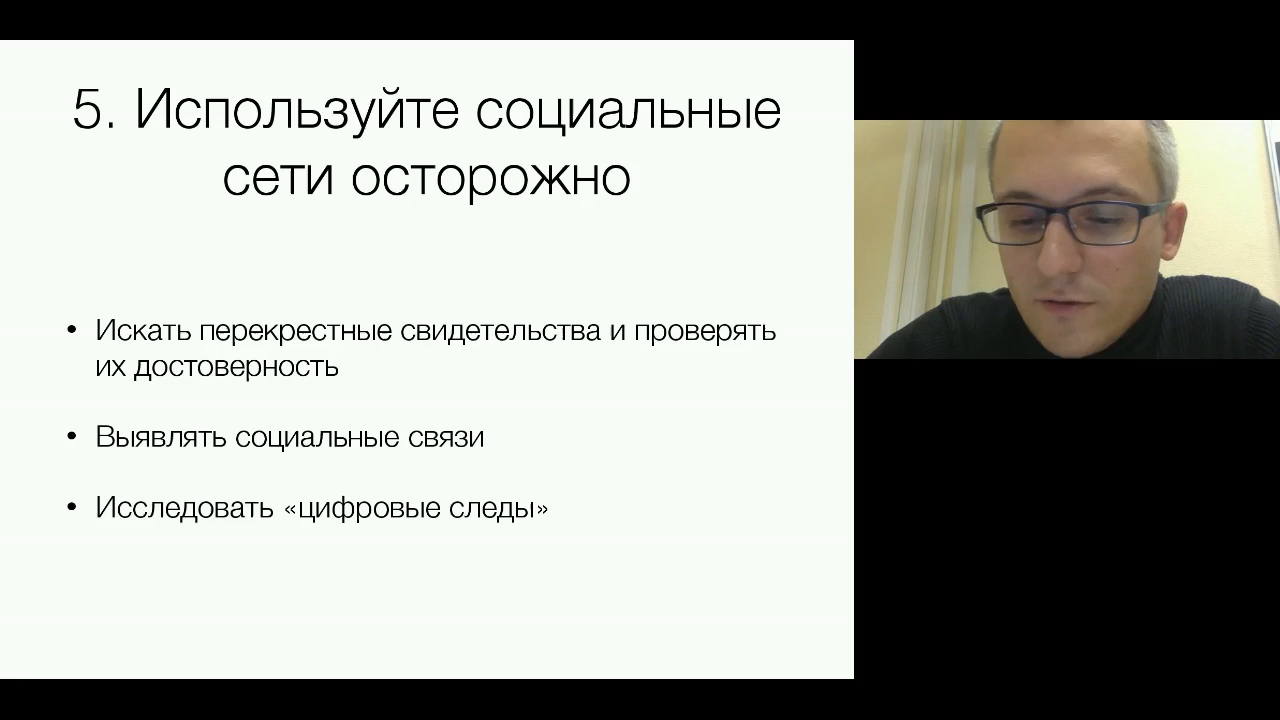 5. Используйте социальные
сети осторожно
• Искать перекрестные свидетельства и проверять
их достоверность
• Выявлять социальные связи
• Исследовать «цифровые следы»